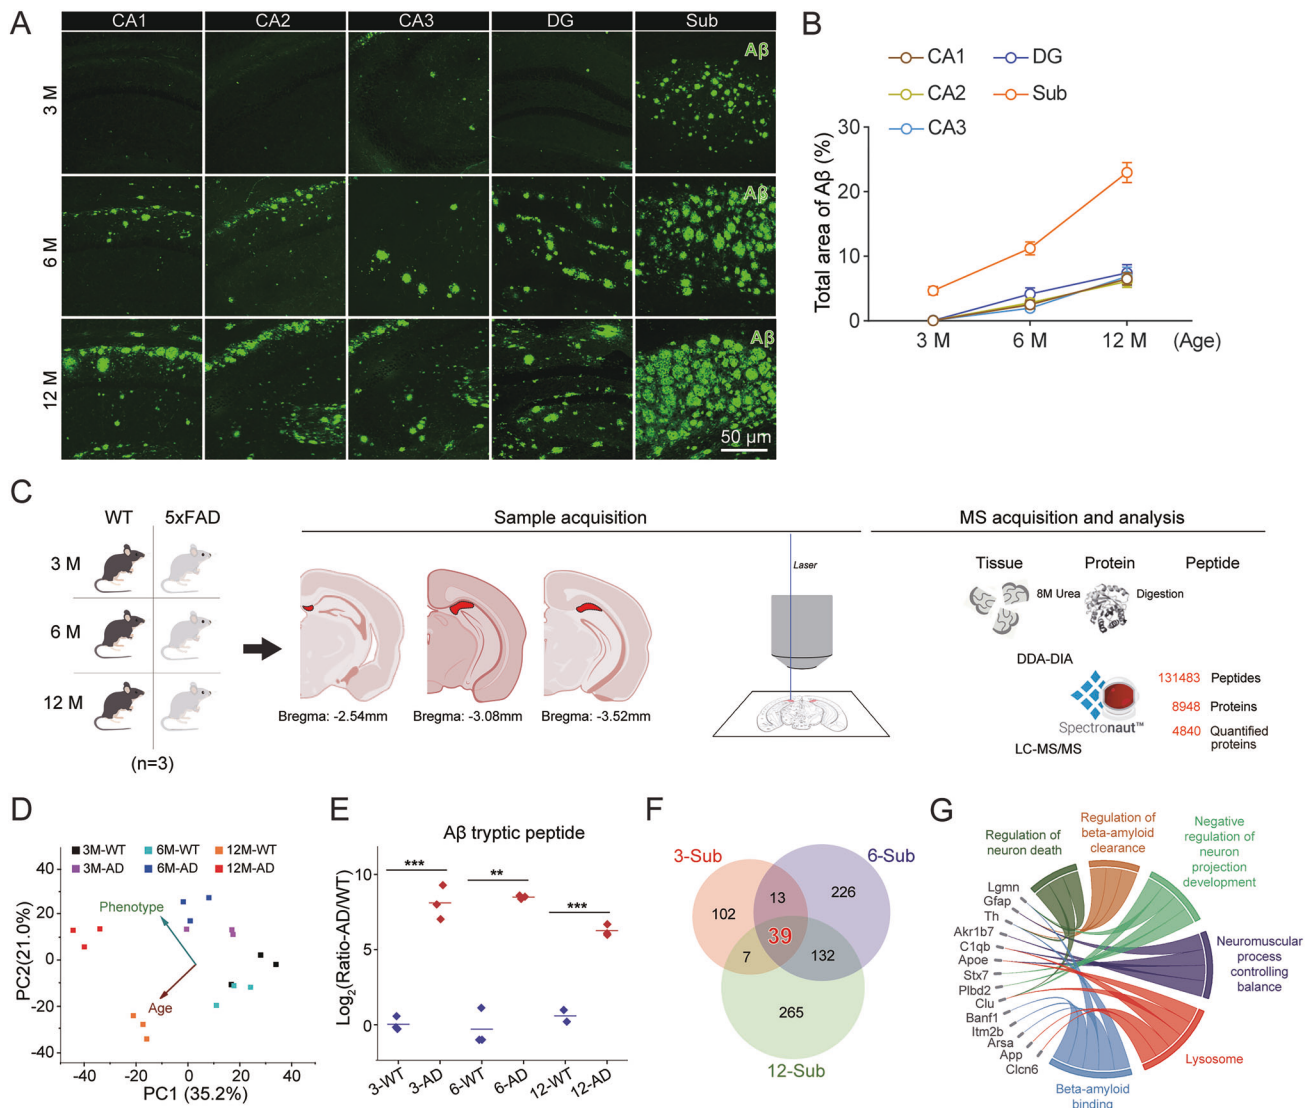 A
CA1 CA2 CA3 DG Sub
3 M
Aβ
6 M
Aβ
12 M
Aβ
50 μm
B
CA1 DG
CA2 Sub
CA3
Total area of Aβ (%)
30
20
10
0
3 M 6 M 12 M (Age)
C
WT 5xFAD
3 M
6 M
12 M
(n=3)
Sample acquisition
Bregma: -2.54mm Bregma: -3.08mm Bregma: -3.52mm
Laser
MS acquisition and analysis
Tissue Protein Peptide
8M Urea Digestion
DDA-DIA
131483 Peptides
8948 Proteins
Spectronaut™
4840 Quantified
proteins
LC-MS/MS
D
3M-WT 6M-WT 12M-WT
3M-AD 6M-AD 12M-AD
PC2(21.0%)
40
20
0
-20
-40
Phenotype
Age
-40 -20 0 20 40
PC1 (35.2%)
E
Aβ tryptic peptide
Log2(Ratio-AD/WT)
10
5
0
*** ** ***
3-WT 3-AD 6-WT 6-AD 12-WT 12-AD
F
3-Sub 6-Sub
102 13 226
39
7 132
265
12-Sub
G
Regulation of
neuron death
Regulation of
beta-amyloid
clearance
Negative
regulation of
neuron
projection
development
Lgmn
Gfap
Th
Akr1b7
C1qb
Apoe
Stx7
Plbd2
Clu
Banf1
Itm2b
Arsa
App
Clcn6
Neuromuscular
process
controlling
balance
Lysosome
Beta-amyloid
binding